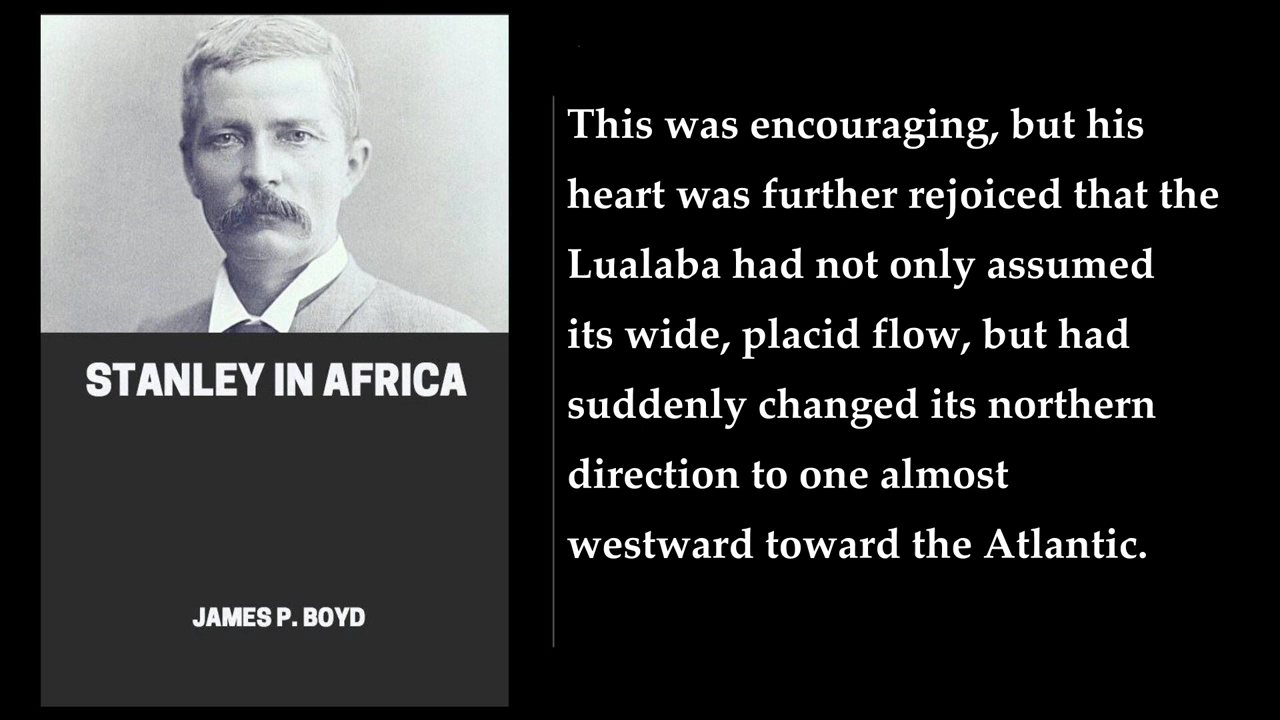 STANLEY IN AFRICA
JAMES P. BOYD
This was encouraging, but his
heart was further rejoiced that the
Lualaba had not only assumed
its wide, placid flow, but had
suddenly changed its northern
direction to one almost
westward toward the Atlantic.